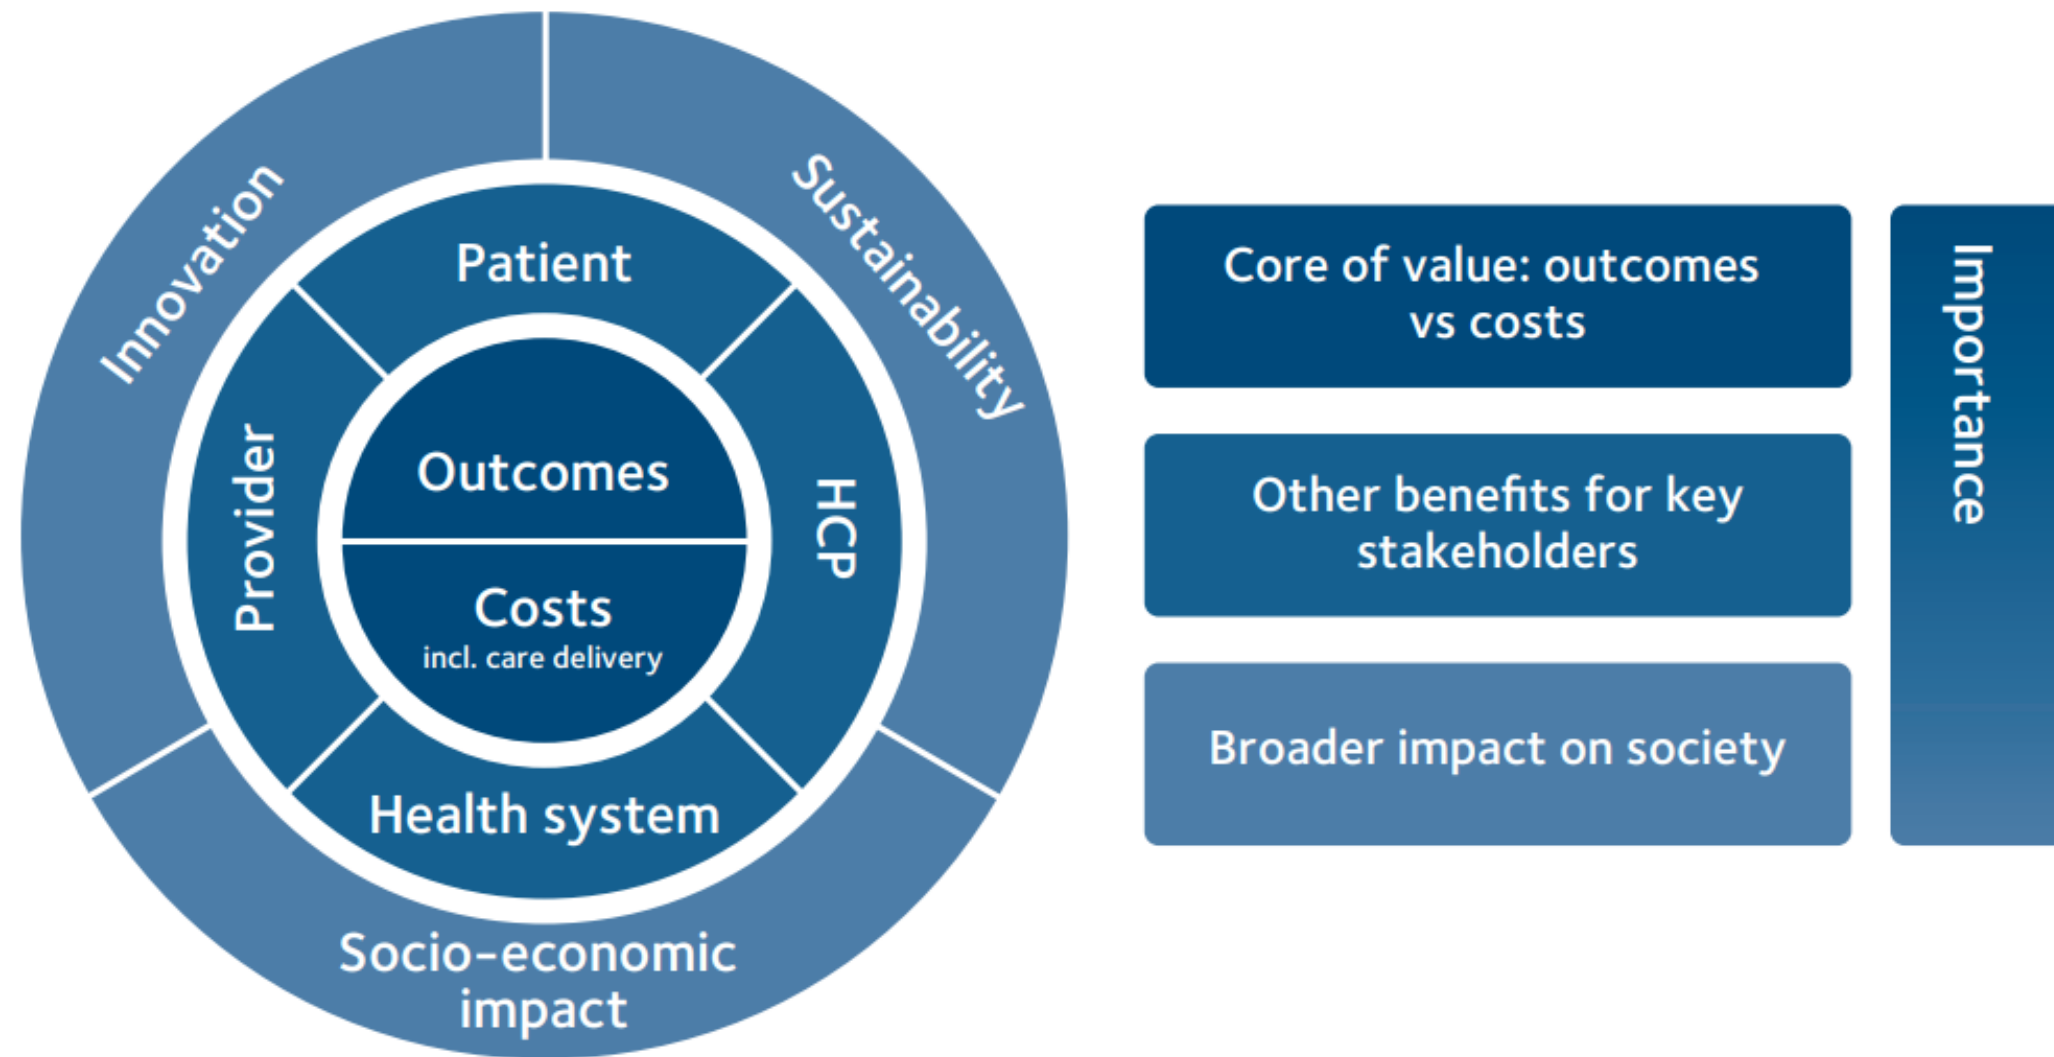 Innovation
Sustainability
Patient
Provider
HCP
Outcomes
Costs
incl. care delivery
Health system
Socio-economic
impact
Core of value: outcomes
vs costs
Other benefits for key
stakeholders
Broader impact on society
Importance